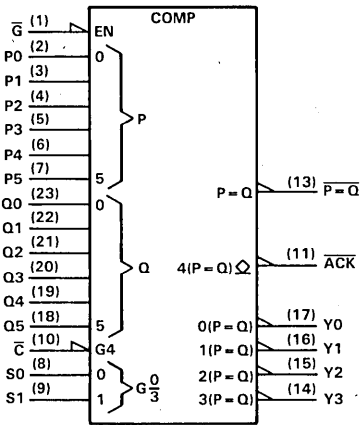 COMP
G̅ (1) EN
P0 (2) 0
P1 (3)
P2 (4)
P3 (5) P
P4 (6)
P5 (7) 5
P = Q (13) P̅=̅Q̅
Q0 (23) 0
Q1 (22)
Q2 (21)
Q3 (20) Q
4(P = Q) (11) A̅C̅K̅
Q4 (19)
Q5 (18) 5
0(P = Q) (17) Y0
C̅ (10) G4
1(P = Q) (16) Y1
S0 (8) 0
2(P = Q) (15) Y2
G 0/3
S1 (9) 1
3(P = Q) (14) Y3